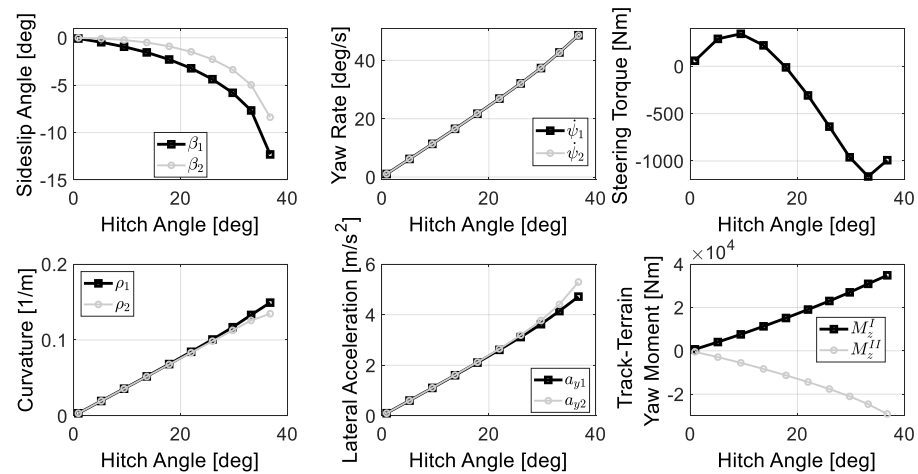 Sideslip Angle [deg]
0
-5
-10
-15
0 20 40
Hitch Angle [deg]
β₁
β₂
Yaw Rate [deg/s]
40
20
0
0 20 40
Hitch Angle [deg]
ψ̇₁
ψ̇₂
Steering Torque [Nm]
0
-500
-1000
0 20 40
Hitch Angle [deg]
Curvature [1/m]
0.2
0.1
0
0 20 40
Hitch Angle [deg]
ρ₁
ρ₂
Lateral Acceleration [m/s²]
6
4
2
0
0 20 40
Hitch Angle [deg]
a_y1
a_y2
Track-Terrain
Yaw Moment [Nm]
×10⁴
4
2
0
-2
0 20 40
Hitch Angle [deg]
M_z^I
M_z^II